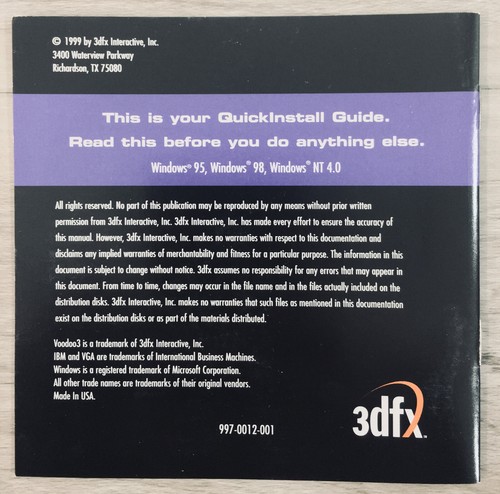 © 1999 by 3dfx Interactive, Inc.
3400 Waterview Parkway
Richardson, TX 75080
This is your QuickInstall Guide.
Read this before you do anything else.
Windows® 95, Windows® 98, Windows® NT 4.0
All rights reserved. No part of this publication may be reproduced by any means without prior written
permission from 3dfx Interactive, Inc. 3dfx Interactive, Inc. has made every effort to ensure the accuracy of
this manual. However, 3dfx Interactive, Inc. makes no warranties with respect to this documentation and
disclaims any implied warranties of merchantability and fitness for a particular purpose. The information in this
document is subject to change without notice. 3dfx assumes no responsibility for any errors that may appear in
this document. From time to time, changes may occur in the file name and in the files actually included on the
distribution disks. 3dfx Interactive, Inc. makes no warranties that such files as mentioned in this documentation
exist on the distribution disks or as part of the materials distributed.
Voodoo3 is a trademark of 3dfx Interactive, Inc.
IBM and VGA are trademarks of International Business Machines.
Windows is a registered trademark of Microsoft Corporation.
All other trade names are trademarks of their original vendors.
Made In USA.
997-0012-001
3dfx™